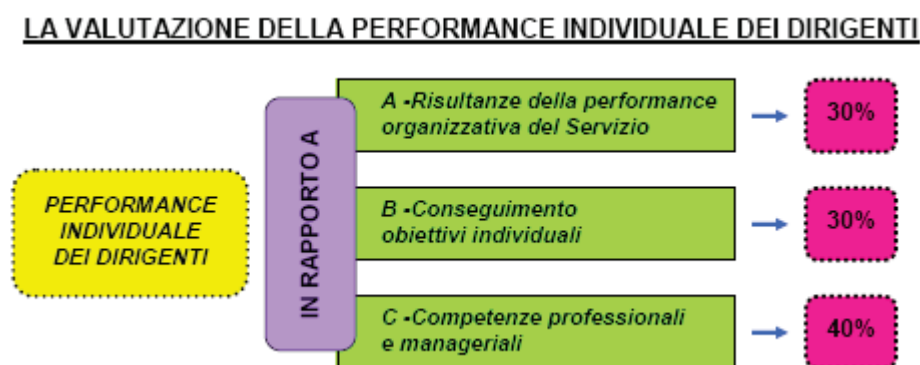 LA VALUTAZIONE DELLA PERFORMANCE INDIVIDUALE DEI DIRIGENTI
PERFORMANCE
INDIVIDUALE
DEI DIRIGENTI
IN RAPPORTO A
A -Risultanze della performance
organizzativa del Servizio
30%
B -Conseguimento
obiettivi individuali
30%
C -Competenze professionali
e manageriali
40%